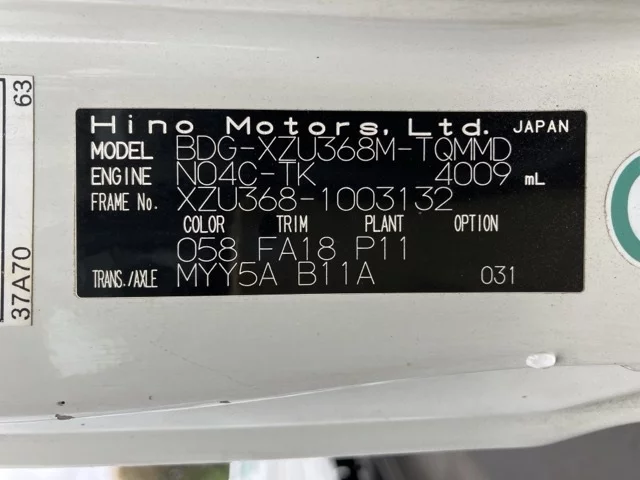 Hino Motors, Ltd. JAPAN
MODEL BDG-XZU368M-TQMMD
ENGINE N04C-TK 4009 mL
FRAME No. XZU368-1003132
COLOR TRIM PLANT OPTION
058 FA18 P11
TRANS./AXLE MYY5A B11A 031
63
37A70